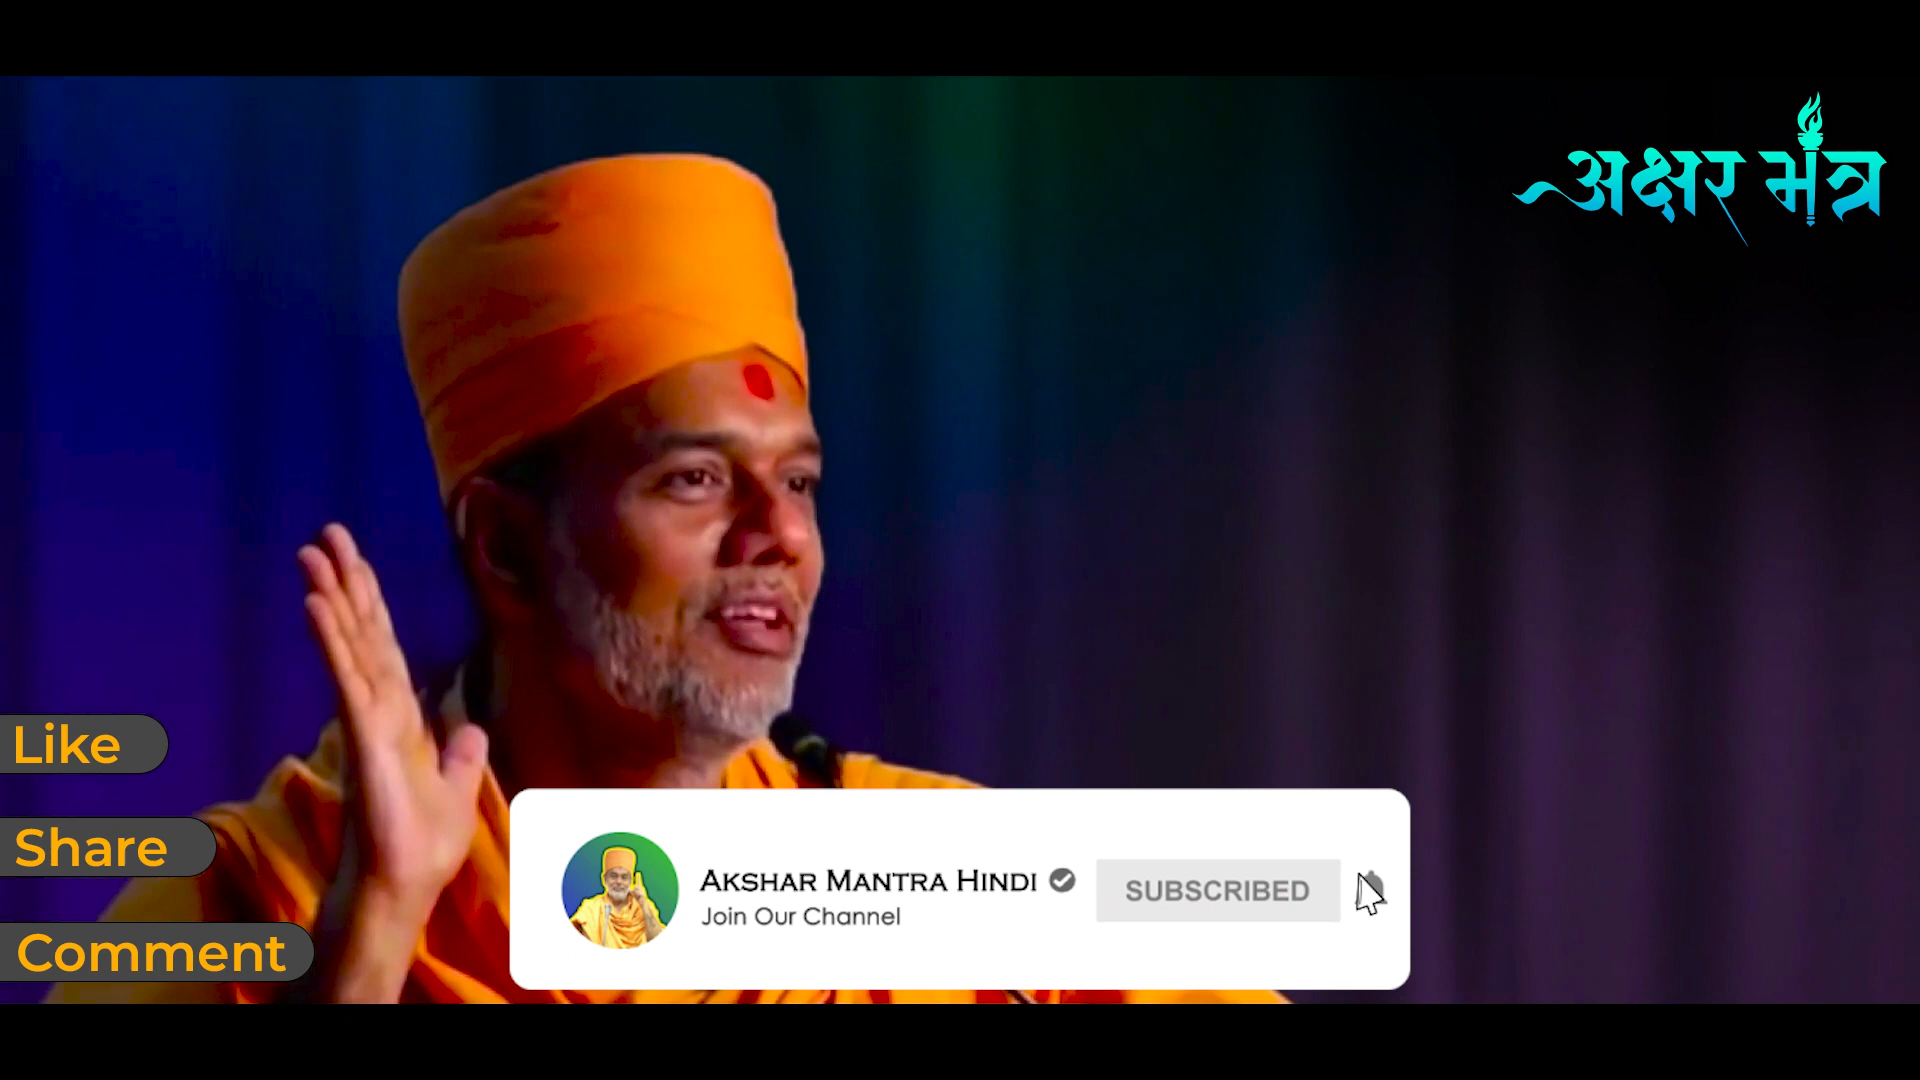 अक्षर मंत्र
Like
Share
Comment
AKSHAR MANTRA HINDI
Join Our Channel
SUBSCRIBED